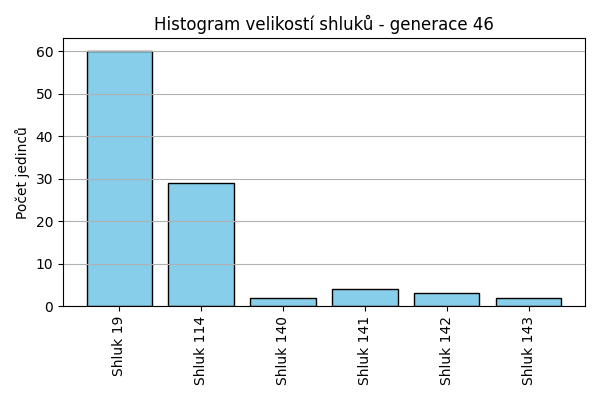 Histogram velikostí shluků - generace 46
Počet jedinců
60
50
40
30
20
10
0
Shluk 19
Shluk 114
Shluk 140
Shluk 141
Shluk 142
Shluk 143